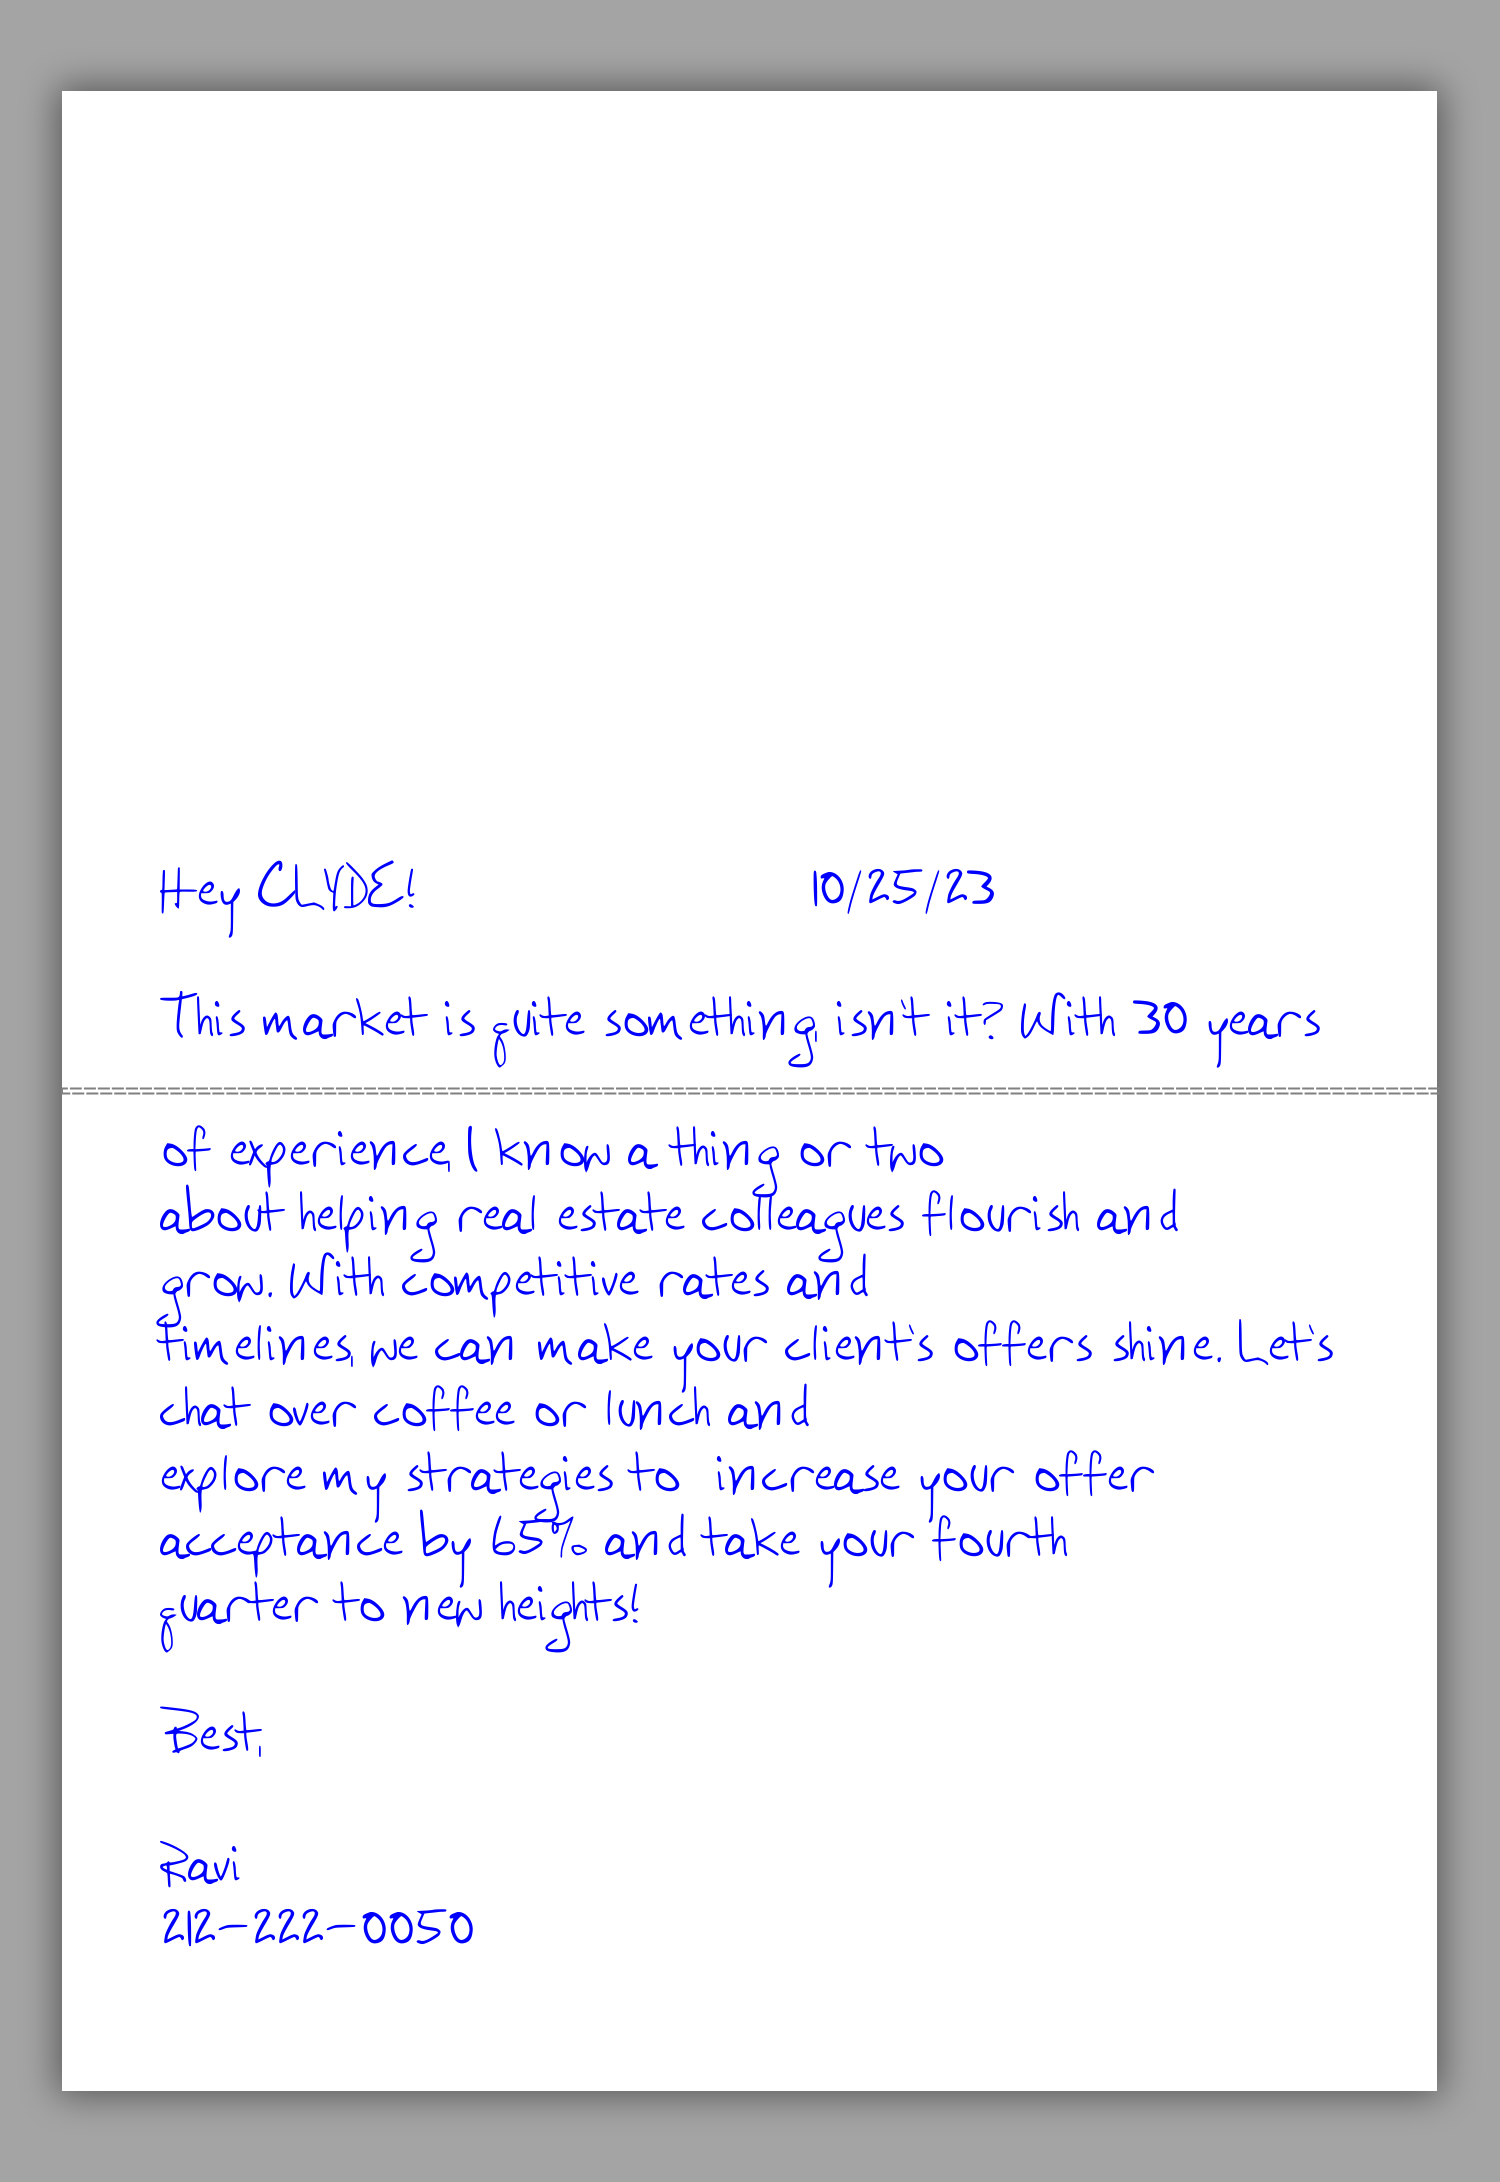 Hey CLYDE! 10/25/23
This market is quite something, isn't it? With 30 years
of experience, I know a thing or two
about helping real estate colleagues flourish and
grow. With competitive rates and
timelines, we can make your client's offers shine. Let's
chat over coffee or lunch and
explore my strategies to increase your offer
acceptance by 65% and take your fourth
quarter to new heights!
Best,
Ravi
212-222-0050